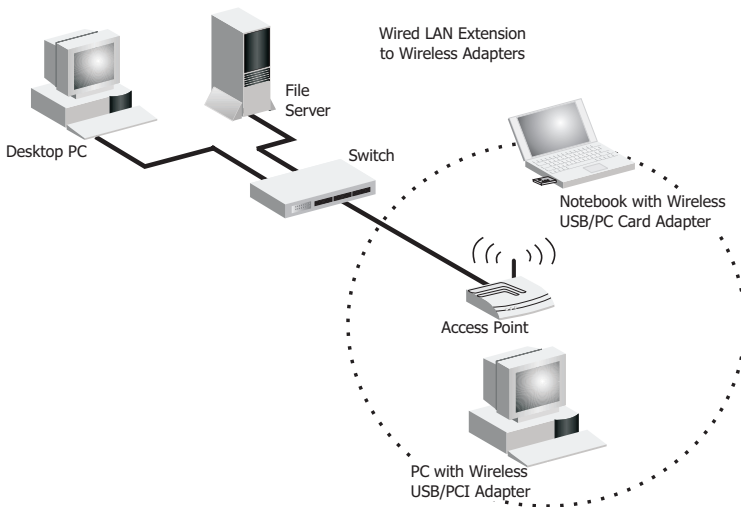 Wired LAN Extension
to Wireless Adapters
File
Server
Desktop PC
Switch
Notebook with Wireless
USB/PC Card Adapter
Access Point
PC with Wireless
USB/PCI Adapter